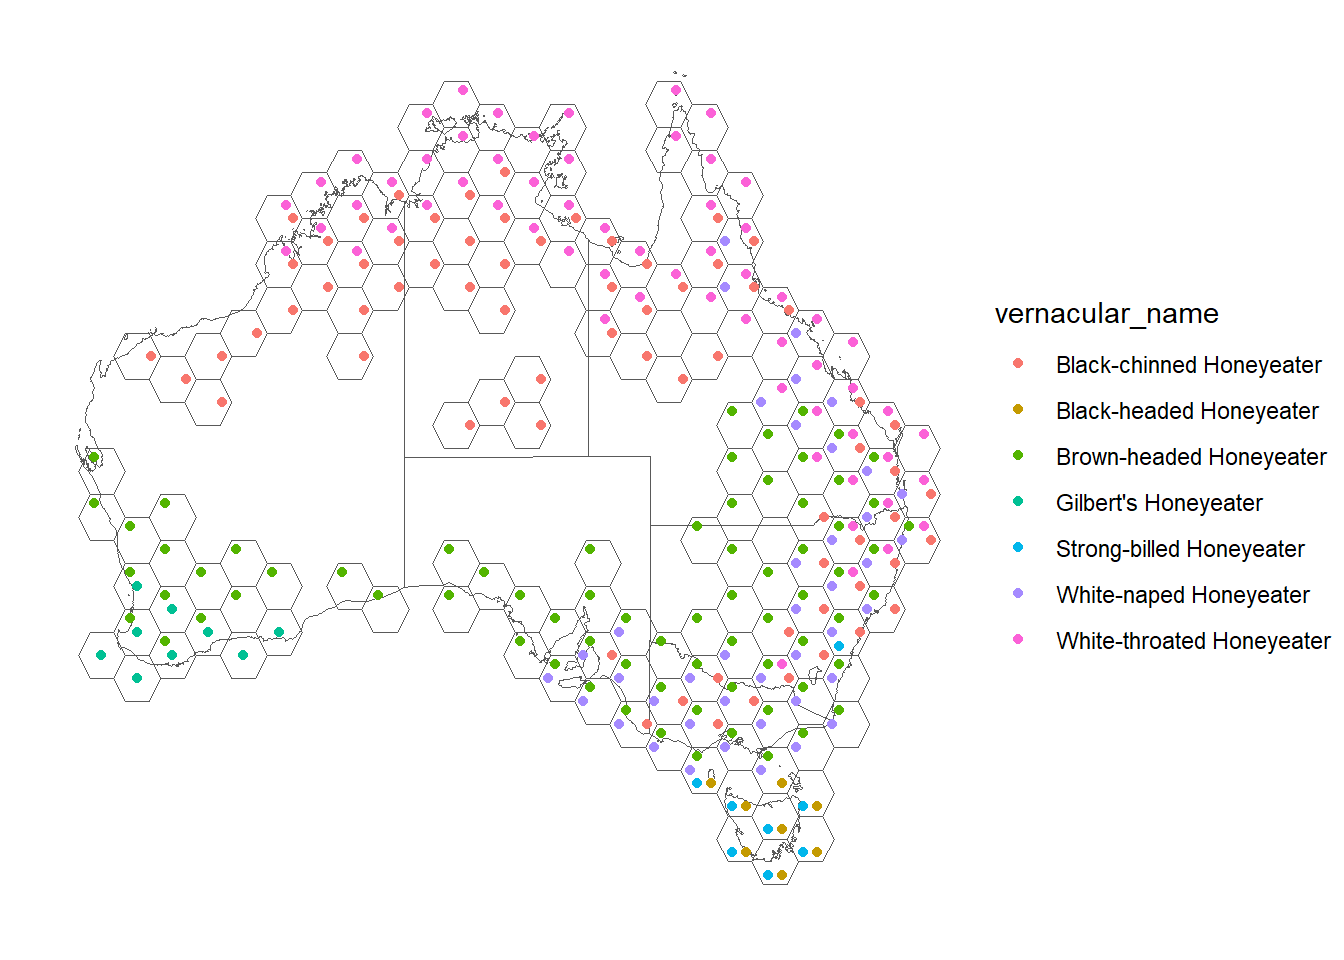 vernacular_name
Black-chinned Honeyeater
Black-headed Honeyeater
Brown-headed Honeyeater
Gilbert's Honeyeater
Strong-billed Honeyeater
White-naped Honeyeater
White-throated Honeyeater